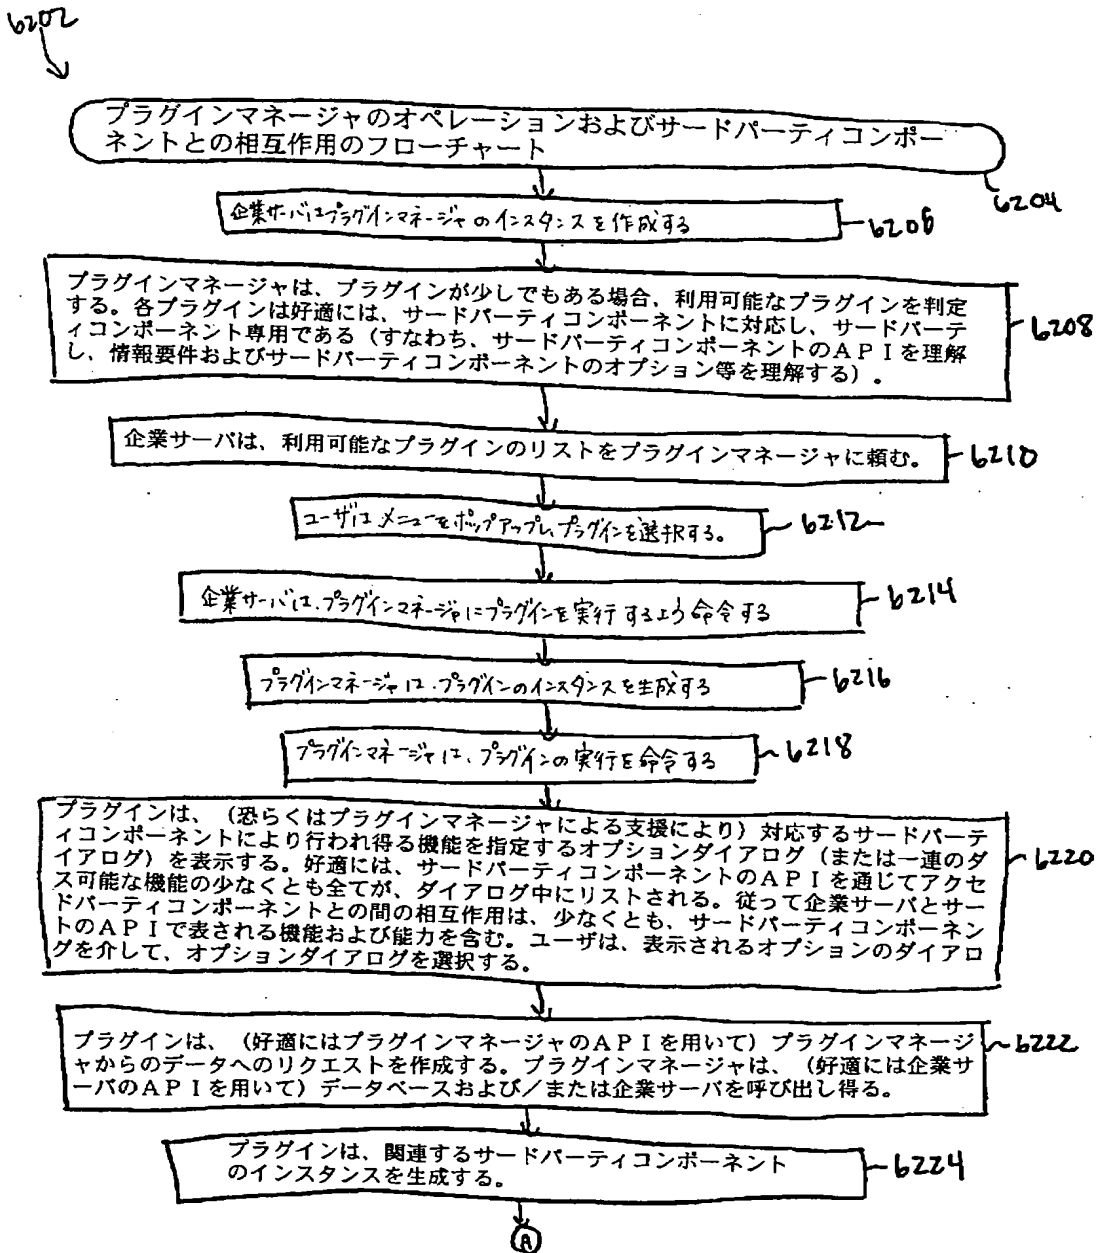 6202
プラグインマネージャのオペレーションおよびサードパーティコンポー
ネントとの相互作用のフローチャート
6204
企業サーバはプラグインマネージャのインスタンスを作成する
6206
プラグインマネージャは、プラグインが少しでもある場合、利用可能なプラグインを判定
する。各プラグインは好適には、サードパーティコンポーネントに対応し、サードパーテ
ィコンポーネント専用である（すなわち、サードパーティコンポーネントのＡＰＩを理解
し、情報要件およびサードパーティコンポーネントのオプション等を理解する）。
6208
企業サーバは、利用可能なプラグインのリストをプラグインマネージャに頼む。
6210
ユーザは、メニューをポップアップし、プラグインを選択する。
6212
企業サーバは、プラグインマネージャにプラグインを実行するよう命令する
6214
プラグインマネージャは、プラグインのインスタンスを生成する
6216
プラグインマネージャは、プラグインの実行を命令する
6218
プラグインは、（恐らくはプラグインマネージャによる支援により）対応するサードパーテ
ィコンポーネントにより行われ得る機能を指定するオプションダイアログ（または一連のダ
イアログ）を表示する。好適には、サードパーティコンポーネントのＡＰＩを通じてアクセ
ス可能な機能の少なくとも全てが、ダイアログ中にリストされる。従って企業サーバとサー
ドパーティコンポーネントとの間の相互作用は、少なくとも、サードパーティコンポーネン
トのＡＰＩで表される機能および能力を含む。ユーザは、表示されるオプションのダイアロ
グを介して、オプションダイアログを選択する。
6220
プラグインは、（好適にはプラグインマネージャのＡＰＩを用いて）プラグインマネージ
ャからのデータへのリクエストを作成する。プラグインマネージャは、（好適には企業サ
ーバのＡＰＩを用いて）データベースおよび／または企業サーバを呼び出し得る。
6222
プラグインは、関連するサードパーティコンポーネント
のインスタンスを生成する。
6224
A